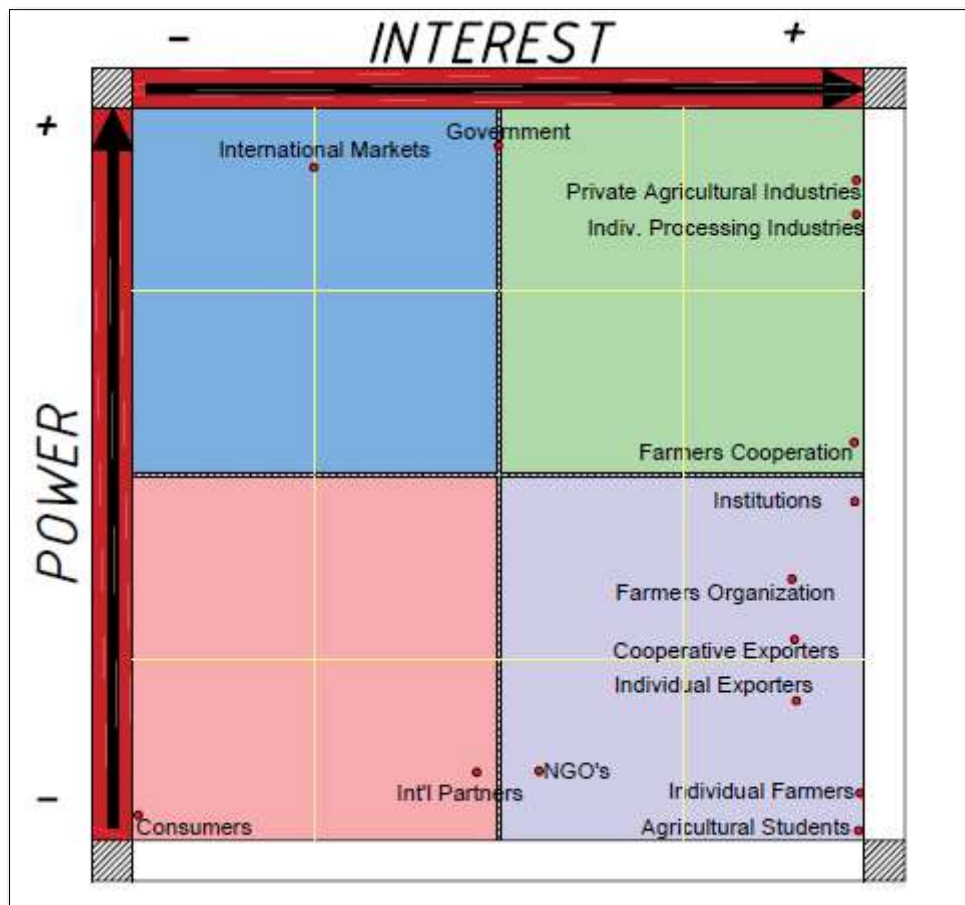 - INTEREST +
+
Government
International Markets
Private Agricultural Industries
Indiv. Processing Industries
POWER
Farmers Cooperation
Institutions
Farmers Organization
Cooperative Exporters
Individual Exporters
NGO's
Int'l Partners
Individual Farmers
-
Consumers
Agricultural Students